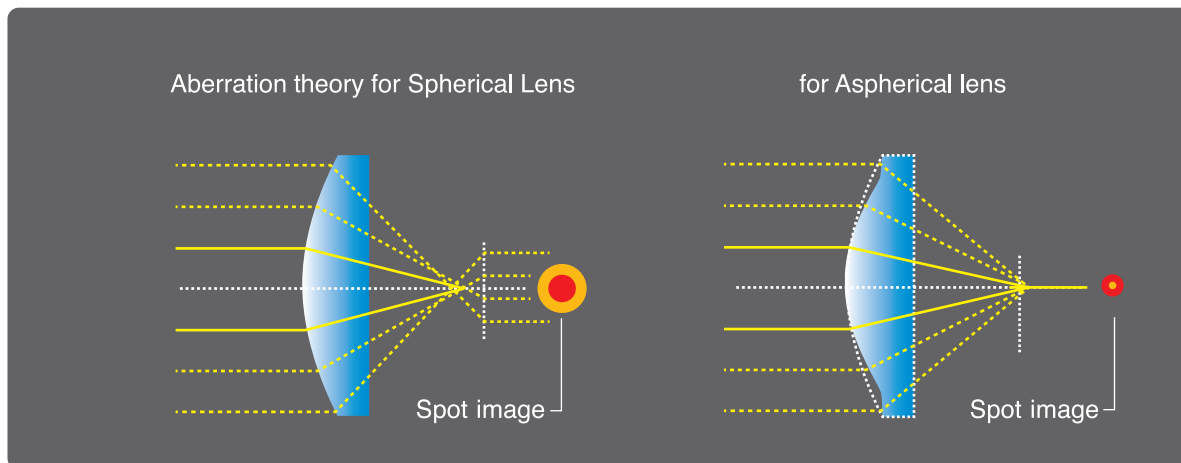 Aberration theory for Spherical Lens
for Aspherical lens
Spot image
Spot image